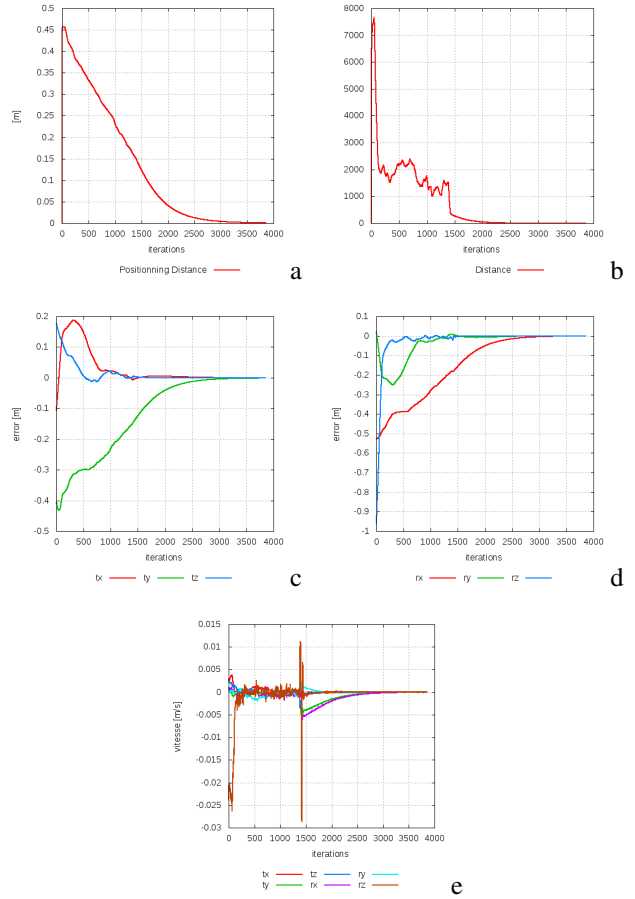 0.5
0.45
0.4
0.35
0.3
0.25
0.2
0.15
0.1
0.05
0
[m]
0 500 1000 1500 2000 2500 3000 3500 4000
iterations
Positionning Distance
a
8000
7000
6000
5000
4000
3000
2000
1000
0
0 500 1000 1500 2000 2500 3000 3500 4000
iterations
Distance
b
0.2
0.1
0
-0.1
-0.2
-0.3
-0.4
-0.5
error [m]
0 500 1000 1500 2000 2500 3000 3500 4000
iterations
tx ty tz
c
0.1
0
-0.1
-0.2
-0.3
-0.4
-0.5
-0.6
-0.7
-0.8
-0.9
-1
error [m]
0 500 1000 1500 2000 2500 3000 3500 4000
iterations
rx ry rz
d
0.015
0.01
0.005
0
-0.005
-0.01
-0.015
-0.02
-0.025
-0.03
vitesse [m/s]
0 500 1000 1500 2000 2500 3000 3500 4000
iterations
tx tz ry
ty rx rz
e